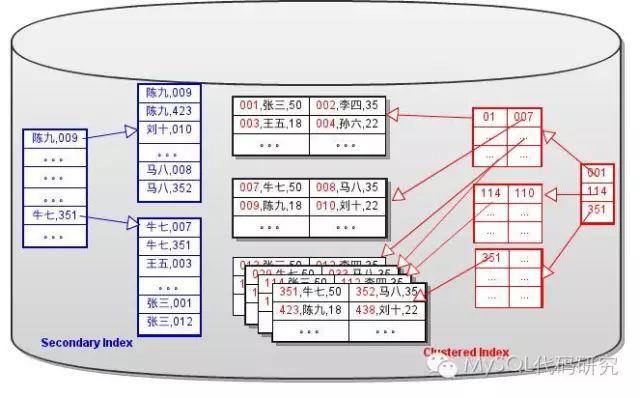 陈九,009
。。。
。。。
。。。
牛七,351
。。。
陈九,009
陈九,423
刘十,010
。。。
马八,008
马八,352
牛七,007
牛七,351
王五,003
。。。
张三,001
张三,012
001,张三,50 002,李四,35
003,王五,18 004,孙六,22
... ...
007,牛七,50 008,马八,35
009,陈九,18 010,刘十,22
... ...
351,牛七,50 352,马八,35
423,陈九,18 438,刘十,22
... ...
01 007
... ...
... ...
114 110
... ...
... ...
351 ...
... ...
... ...
001
114
351
Secondary Index
Clustered Index
MySQL代码研究